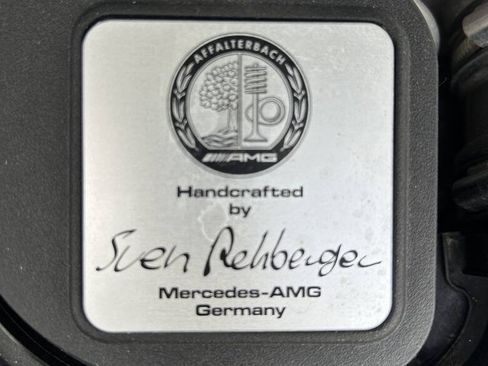 AFFALTERBACH
AMG
Handcrafted
by
Sven Rehberger
Mercedes-AMG
Germany